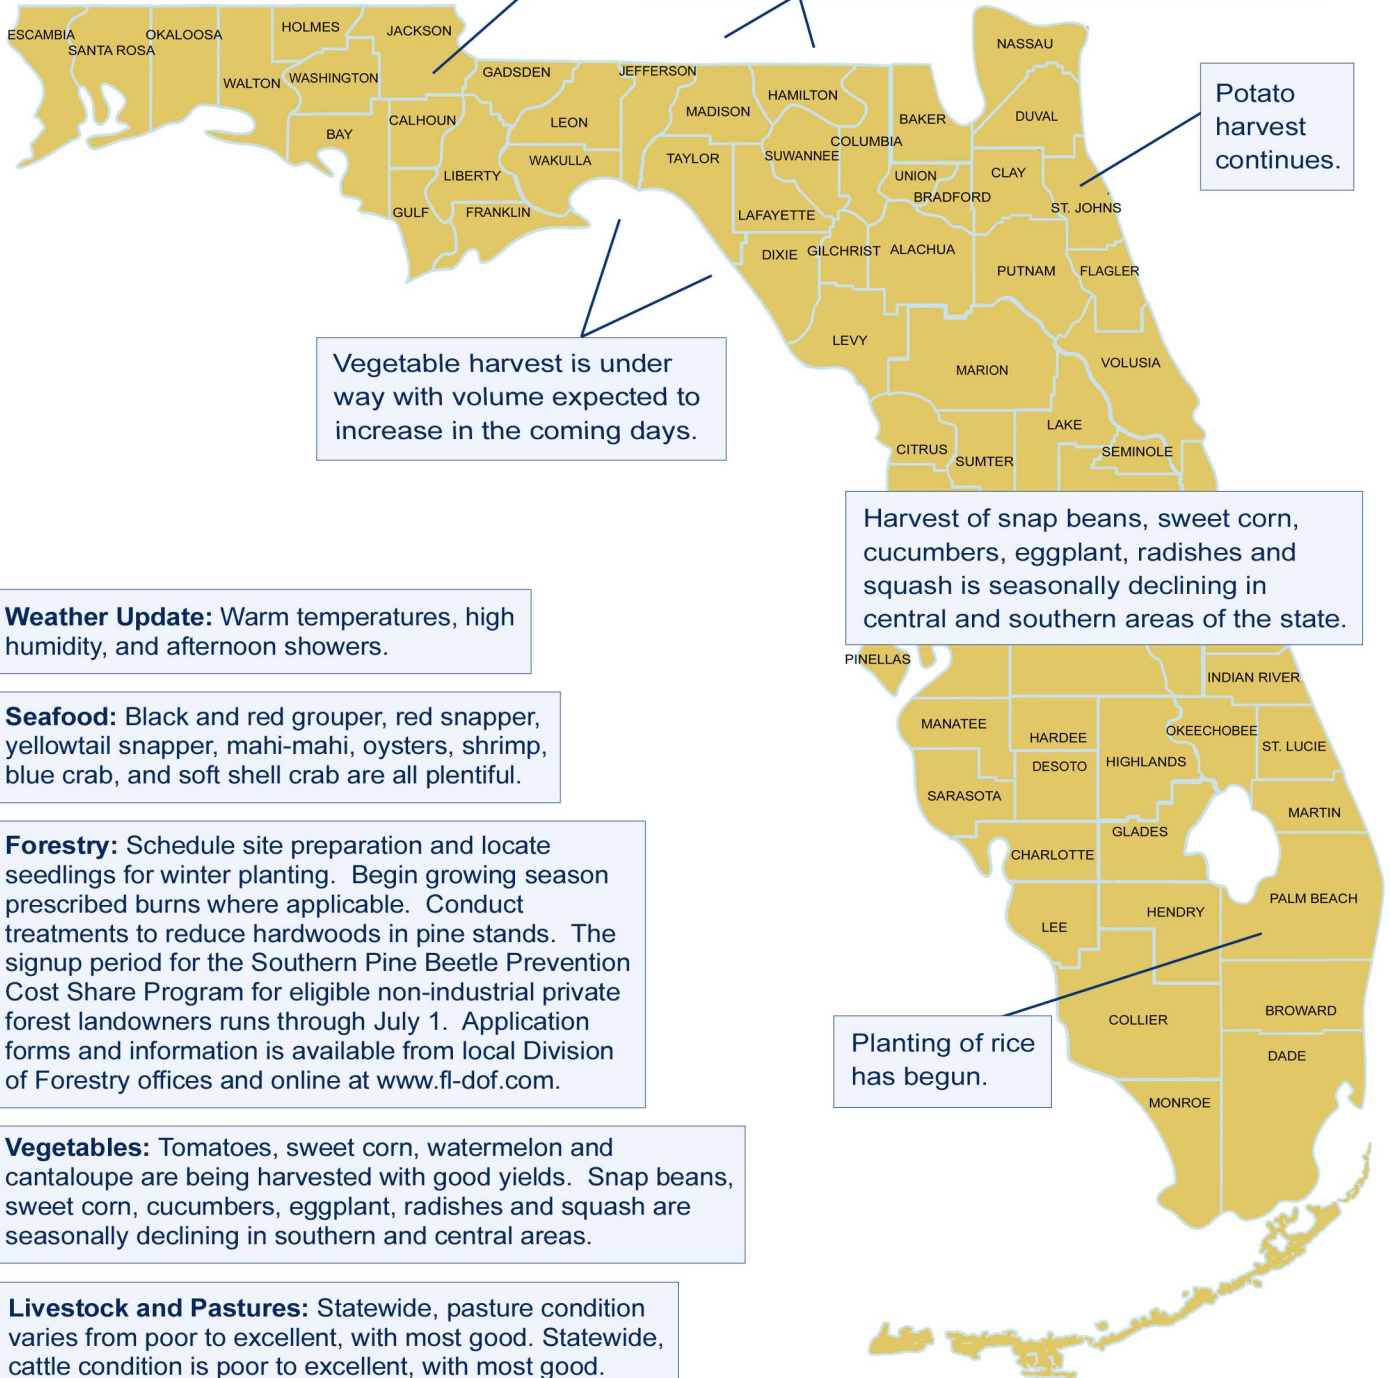 ESCAMBIA
SANTA ROSA
OKALOOSA
HOLMES
JACKSON
WALTON
WASHINGTON
GADSDEN
JEFFERSON
HAMILTON
NASSAU
BAY
CALHOUN
LEON
MADISON
BAKER
DUVAL
LIBERTY
WAKULLA
TAYLOR
SUWANNEE
COLUMBIA
UNION
BRADFORD
CLAY
ST. JOHNS
GULF
FRANKLIN
LAFAYETTE
DIXIE
GILCHRIST
ALACHUA
PUTNAM
FLAGLER
Potato
harvest
continues.
LEVY
MARION
VOLUSIA
LAKE
CITRUS
SUMTER
SEMINOLE
Vegetable harvest is under
way with volume expected to
increase in the coming days.
Harvest of snap beans, sweet corn,
cucumbers, eggplant, radishes and
squash is seasonally declining in
central and southern areas of the state.
PINELLAS
INDIAN RIVER
MANATEE
HARDEE
OKEECHOBEE
ST. LUCIE
DESOTO
HIGHLANDS
SARASOTA
MARTIN
GLADES
CHARLOTTE
PALM BEACH
HENDRY
LEE
COLLIER
BROWARD
DADE
MONROE
Planting of rice
has begun.
Weather Update: Warm temperatures, high
humidity, and afternoon showers.
Seafood: Black and red grouper, red snapper,
yellowtail snapper, mahi-mahi, oysters, shrimp,
blue crab, and soft shell crab are all plentiful.
Forestry: Schedule site preparation and locate
seedlings for winter planting.  Begin growing season
prescribed burns where applicable.  Conduct
treatments to reduce hardwoods in pine stands.  The
signup period for the Southern Pine Beetle Prevention
Cost Share Program for eligible non-industrial private
forest landowners runs through July 1.  Application
forms and information is available from local Division
of Forestry offices and online at www.fl-dof.com.
Vegetables: Tomatoes, sweet corn, watermelon and
cantaloupe are being harvested with good yields.  Snap beans,
sweet corn, cucumbers, eggplant, radishes and squash are
seasonally declining in southern and central areas.
Livestock and Pastures: Statewide, pasture condition
varies from poor to excellent, with most good. Statewide,
cattle condition is poor to excellent, with most good.